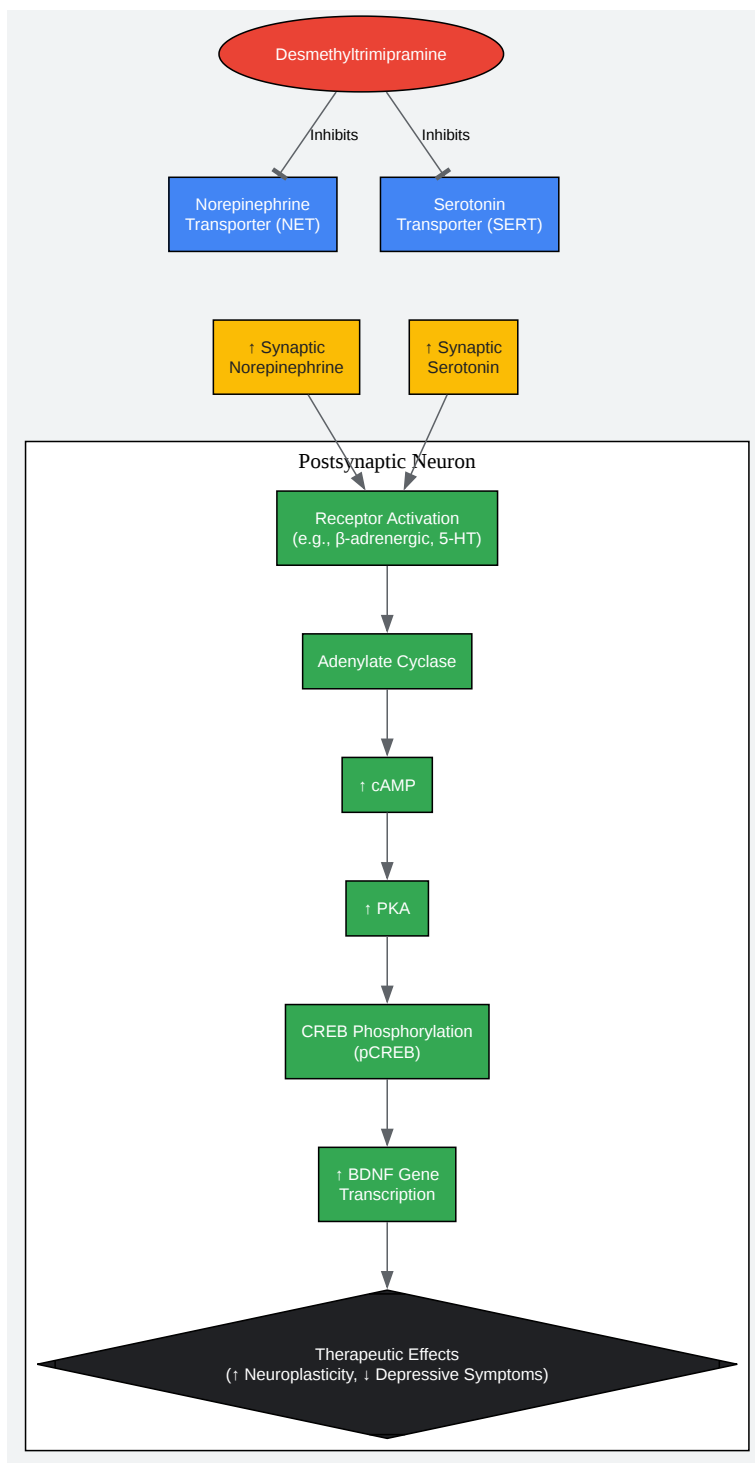 Desmethyltrimipramine
Inhibits
Inhibits
Norepinephrine
Transporter (NET)
Serotonin
Transporter (SERT)
↑ Synaptic
Norepinephrine
↑ Synaptic
Serotonin
Postsynaptic Neuron
Receptor Activation
(e.g., β-adrenergic, 5-HT)
Adenylate Cyclase
↑ cAMP
↑ PKA
CREB Phosphorylation
(pCREB)
↑ BDNF Gene
Transcription
Therapeutic Effects
(↑ Neuroplasticity, ↓ Depressive Symptoms)